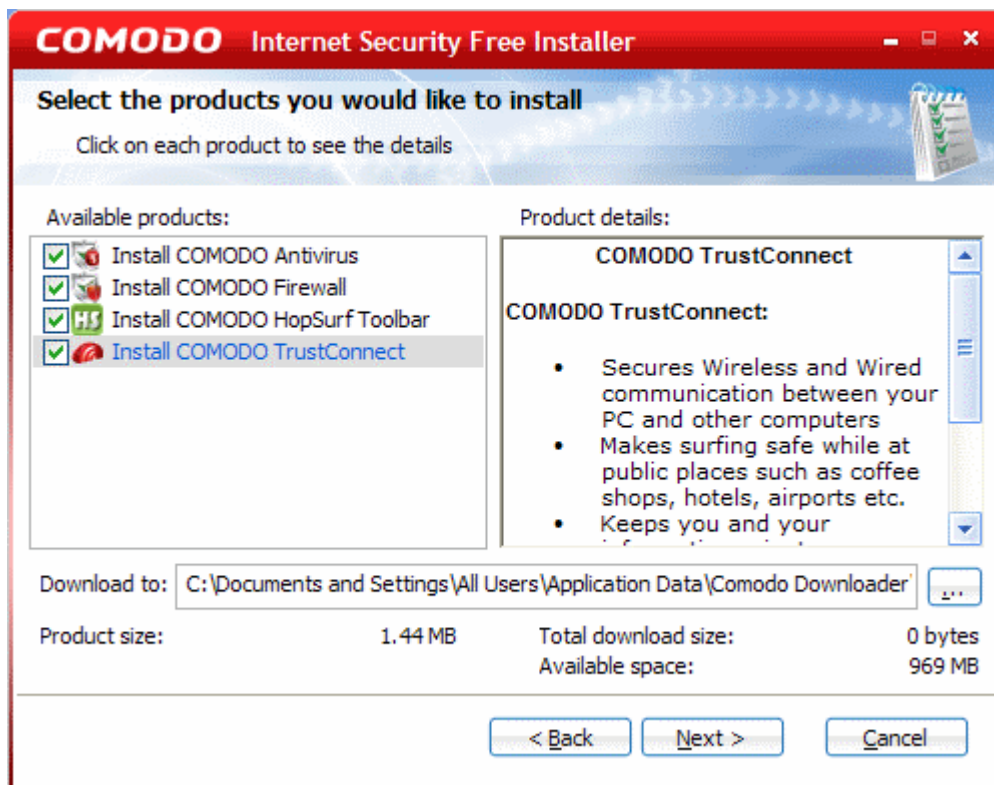 COMODO Internet Security Free Installer
Select the products you would like to install
Click on each product to see the details
Available products:
Install COMODO Antivirus
Install COMODO Firewall
HS Install COMODO HopSurf Toolbar
Install COMODO TrustConnect
Product details:
COMODO TrustConnect
COMODO TrustConnect:
• Secures Wireless and Wired
communication between your
PC and other computers
• Makes surfing safe while at
public places such as coffee
shops, hotels, airports etc.
• Keeps you and your
Download to: C:\Documents and Settings\All Users\Application Data\Comodo Downloader
...
Product size: 1.44 MB
Total download size: 0 bytes
Available space: 969 MB
< Back
Next >
Cancel